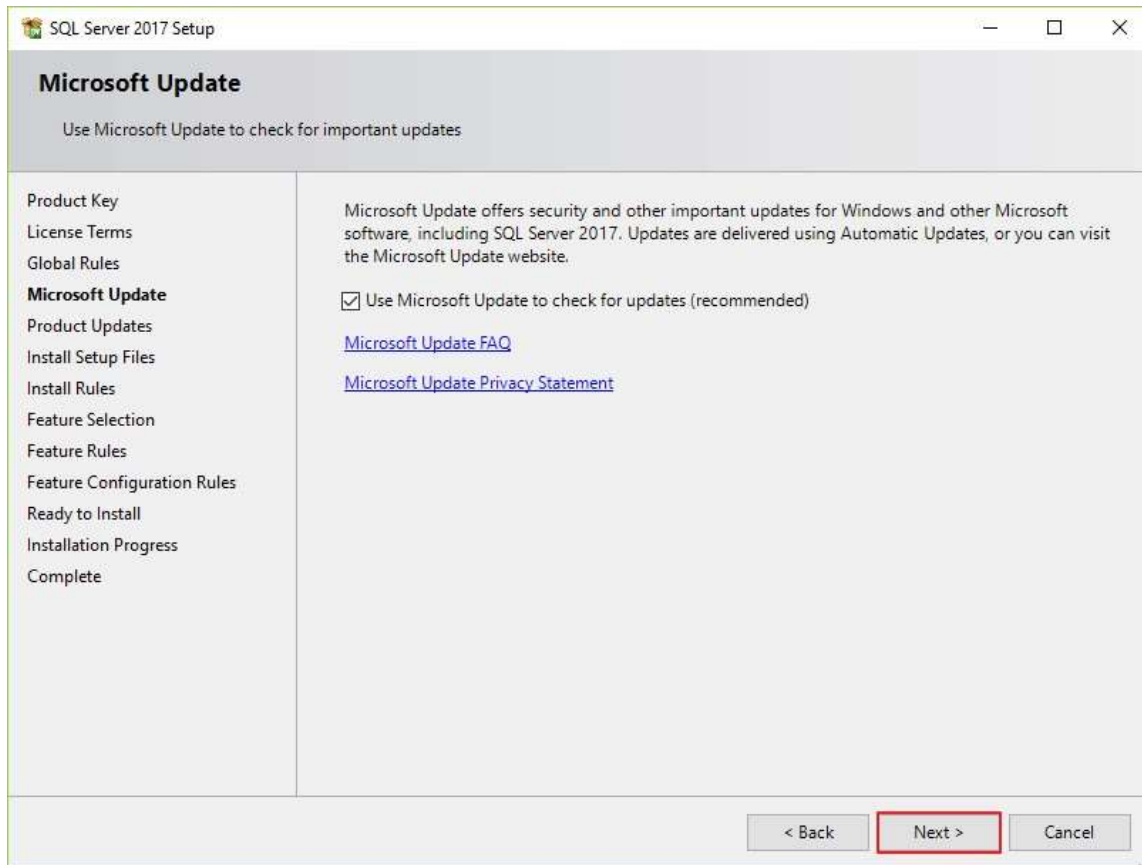 SQL Server 2017 Setup
Microsoft Update
Use Microsoft Update to check for important updates
Product Key
License Terms
Global Rules
Microsoft Update
Product Updates
Install Setup Files
Install Rules
Feature Selection
Feature Rules
Feature Configuration Rules
Ready to Install
Installation Progress
Complete
Microsoft Update offers security and other important updates for Windows and other Microsoft
software, including SQL Server 2017. Updates are delivered using Automatic Updates, or you can visit
the Microsoft Update website.
Use Microsoft Update to check for updates (recommended)
Microsoft Update FAQ
Microsoft Update Privacy Statement
< Back
Next >
Cancel